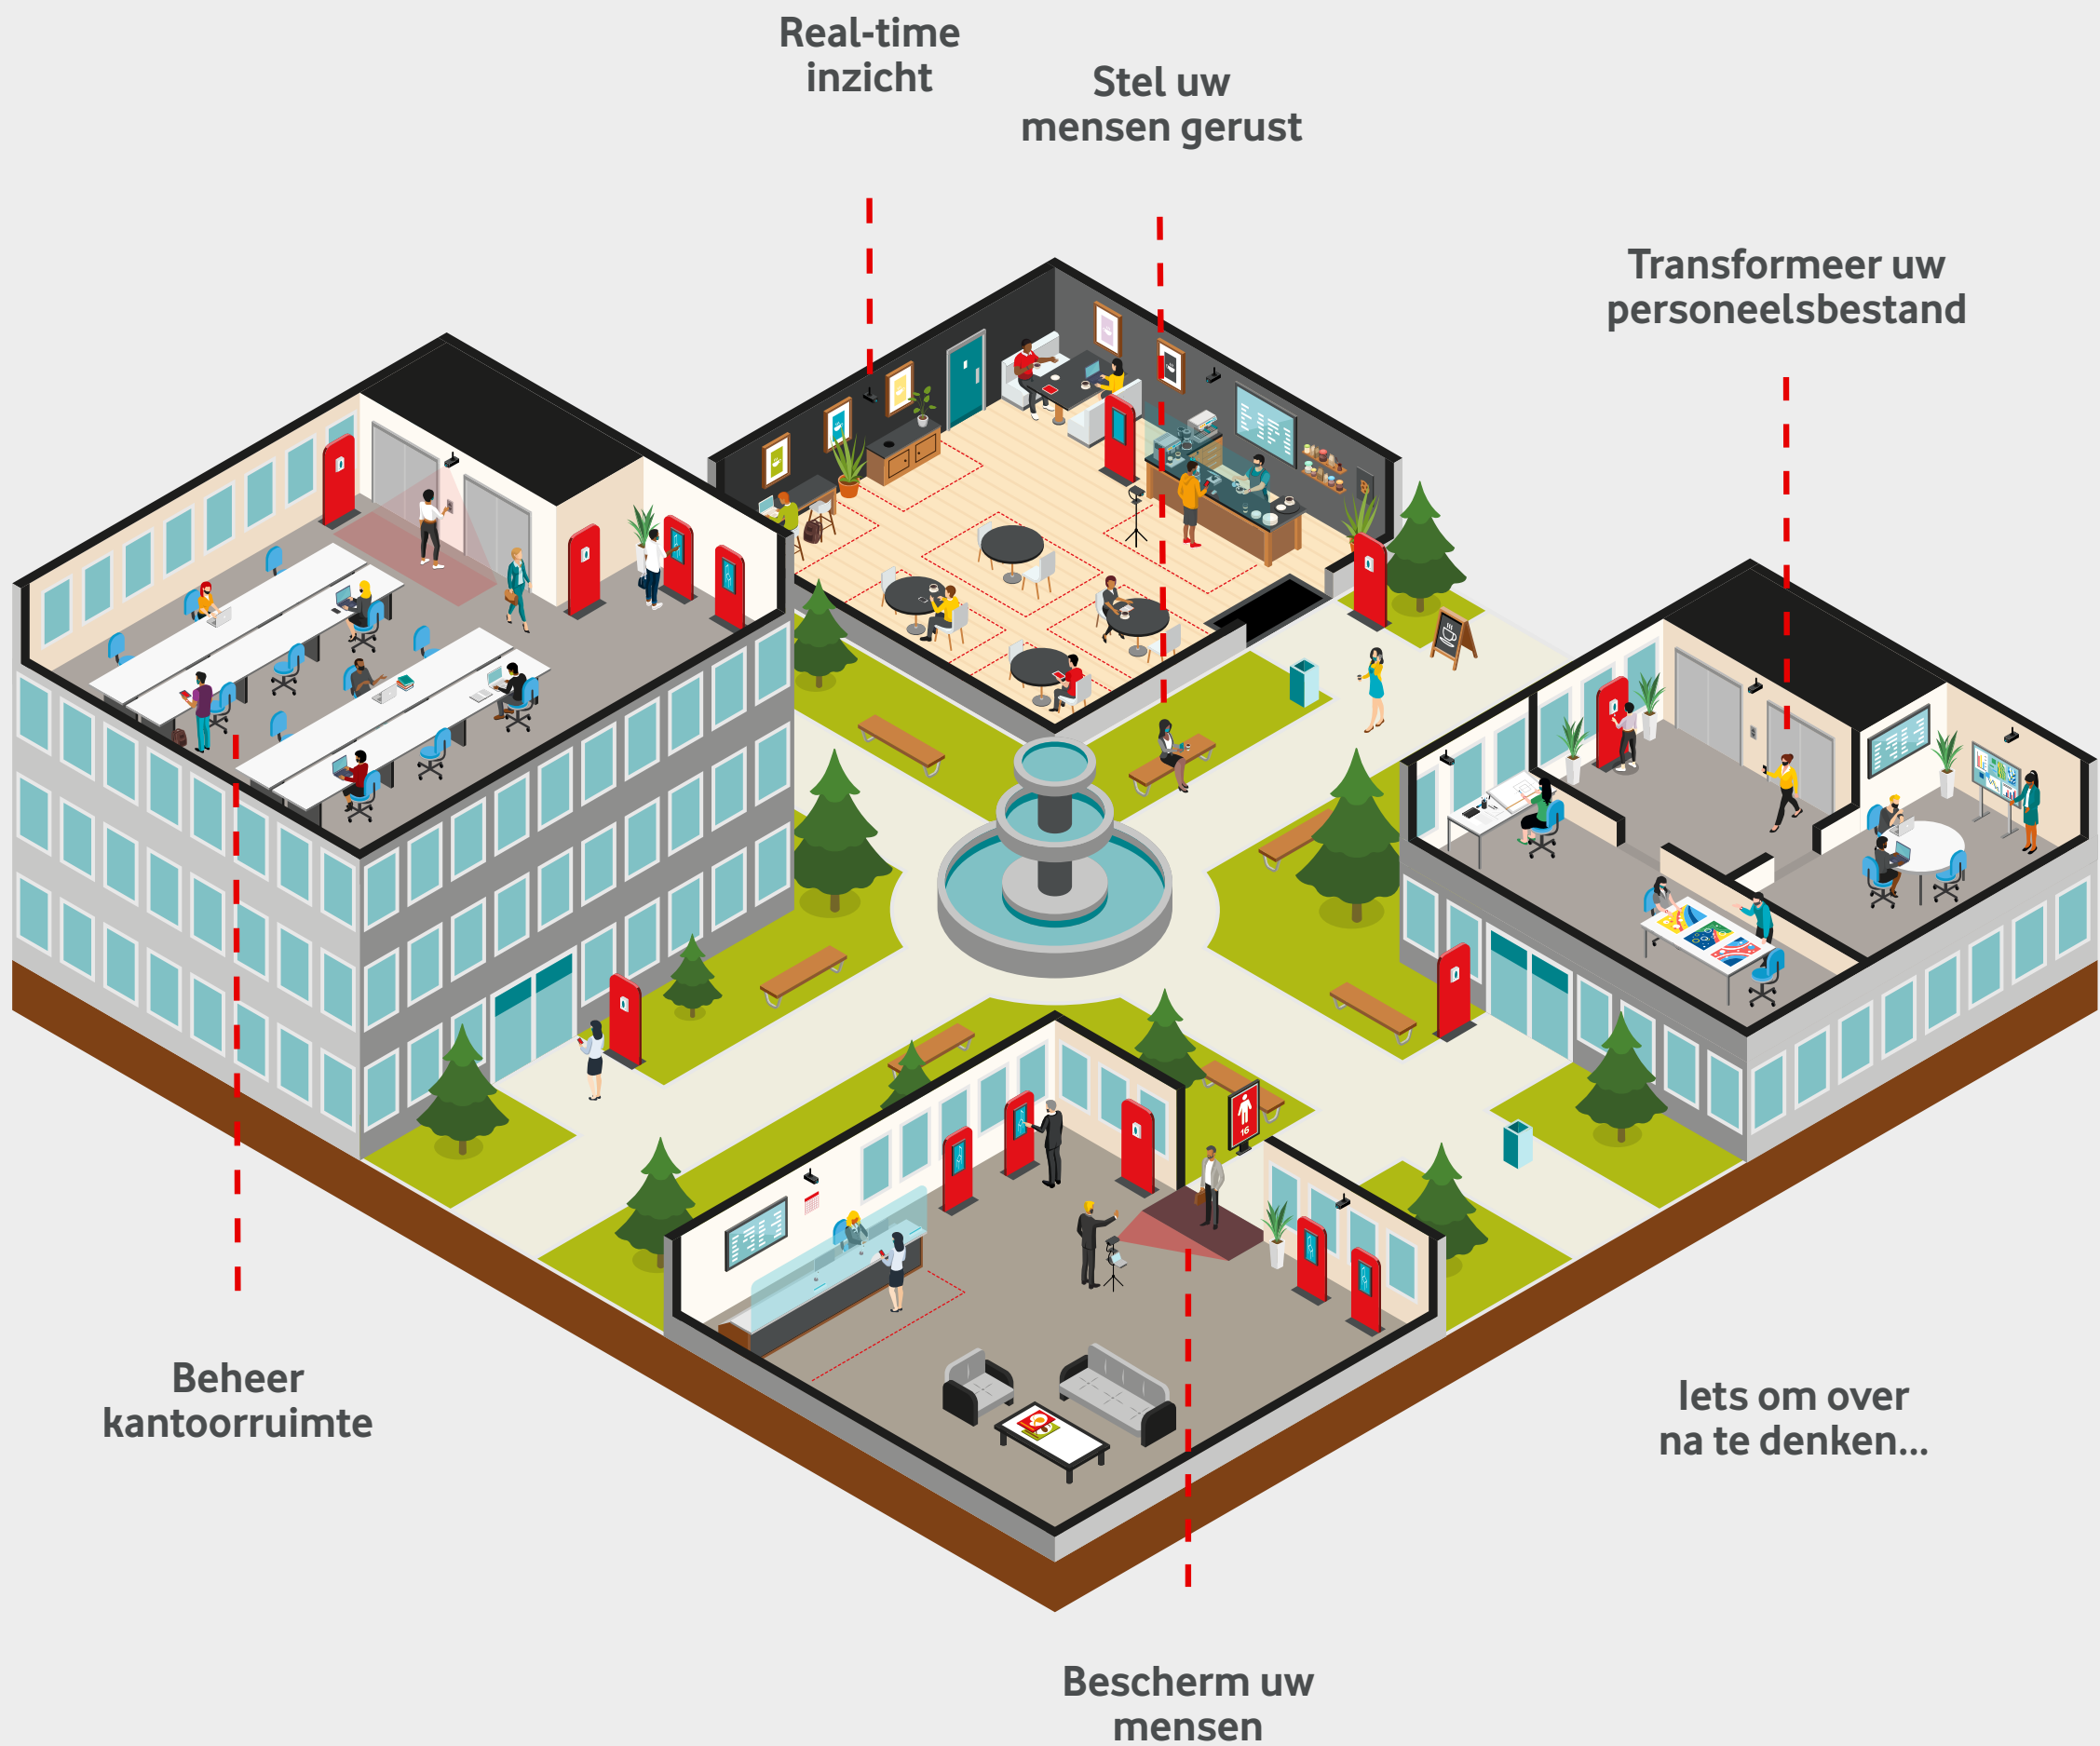 Real-time
inzicht
Stel uw
mensen gerust
Transformeer uw
personeelsbestand
Beheer
kantoorruimte
Iets om over
na te denken...
16
Bescherm uw
mensen